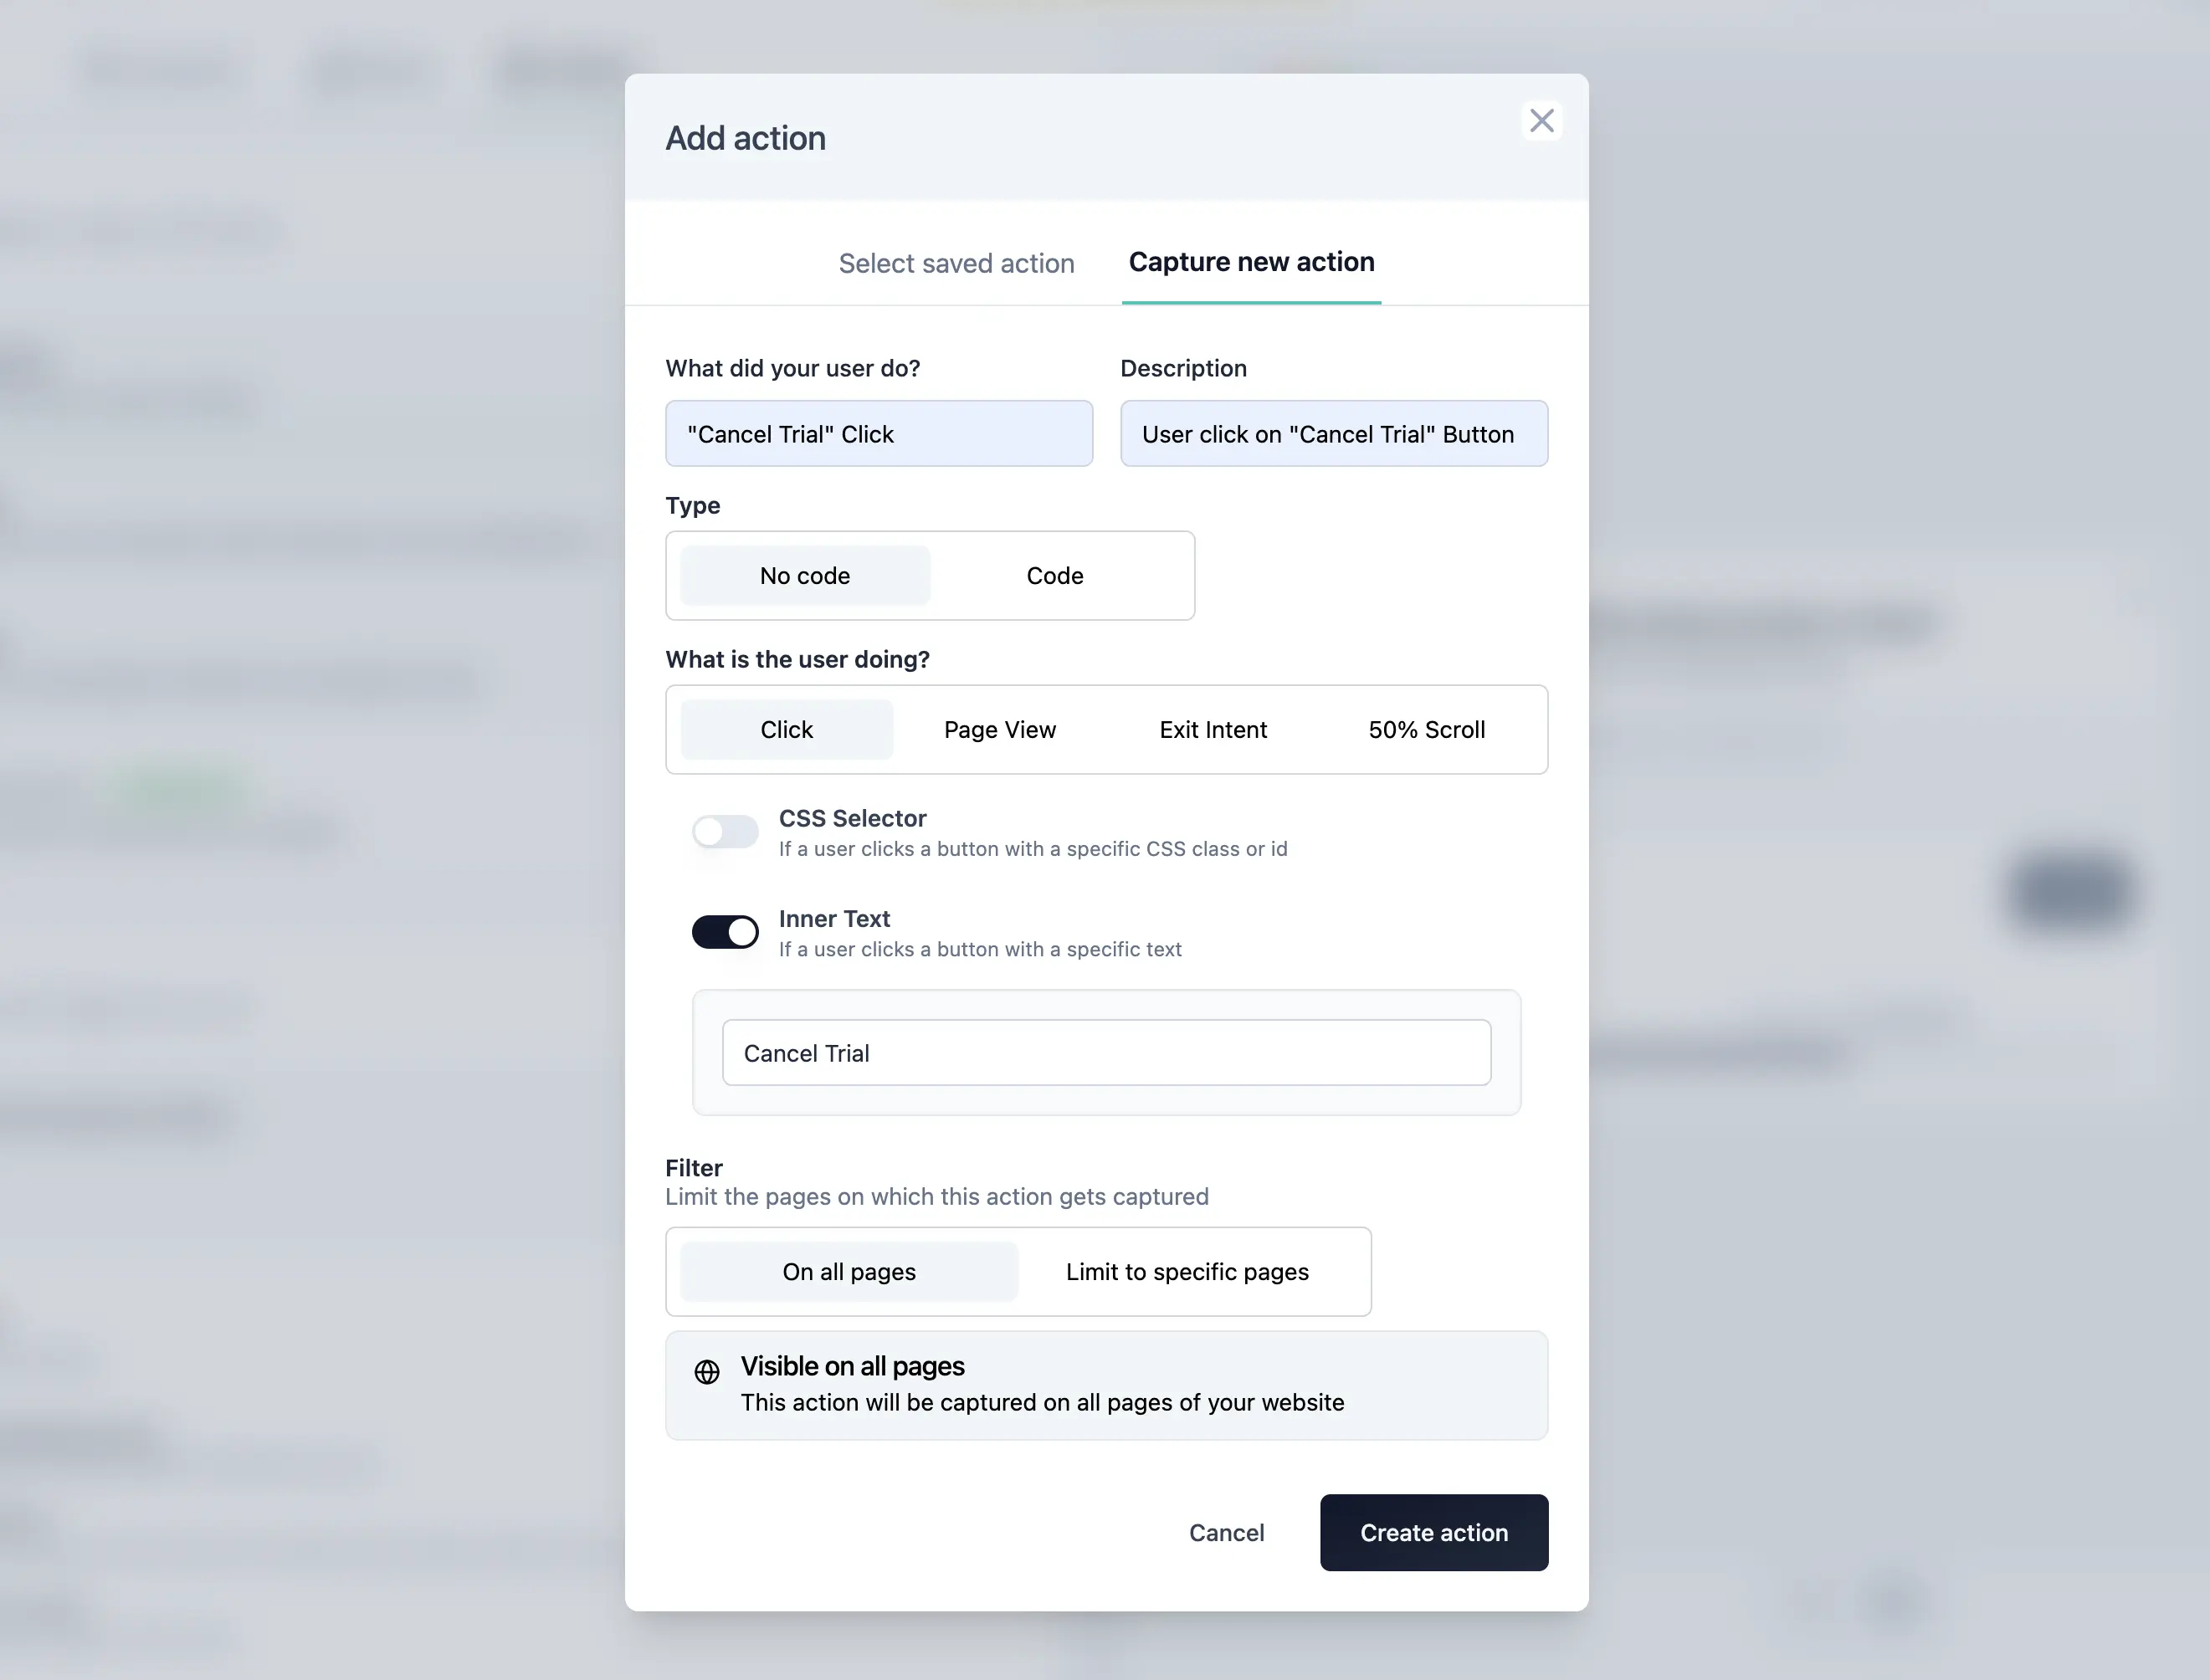 Add action
Select saved action
Capture new action
What did your user do?
Description
"Cancel Trial" Click
User click on "Cancel Trial" Button
Type
No code
Code
What is the user doing?
Click
Page View
Exit Intent
50% Scroll
CSS Selector
If a user clicks a button with a specific CSS class or id
Inner Text
If a user clicks a button with a specific text
Cancel Trial
Filter
Limit the pages on which this action gets captured
On all pages
Limit to specific pages
Visible on all pages
This action will be captured on all pages of your website
Cancel
Create action